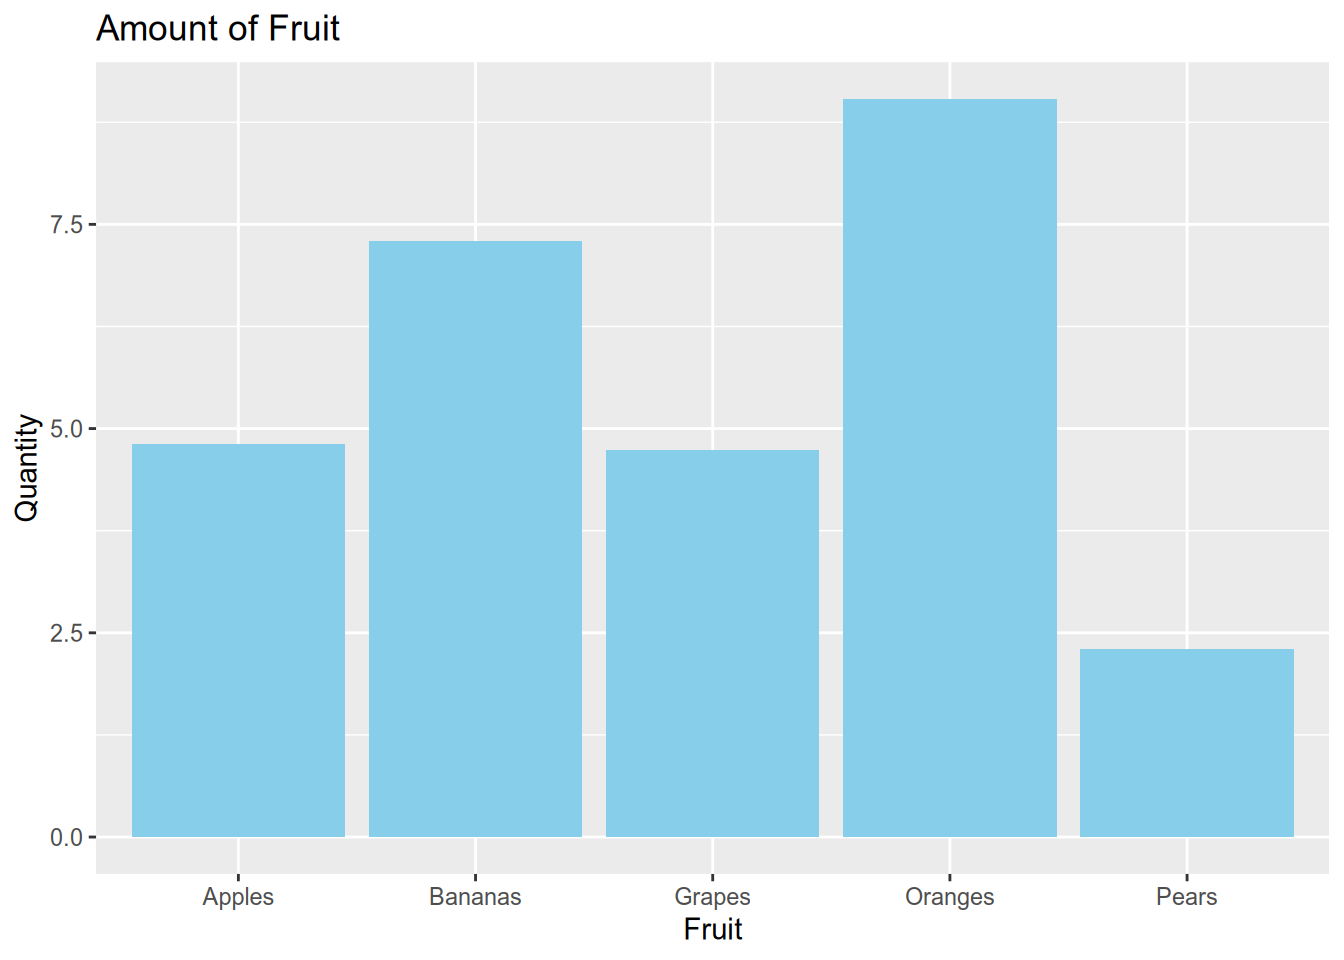 Amount of Fruit
Quantity
7.5
5.0
2.5
0.0
Apples Bananas Grapes Oranges Pears
Fruit